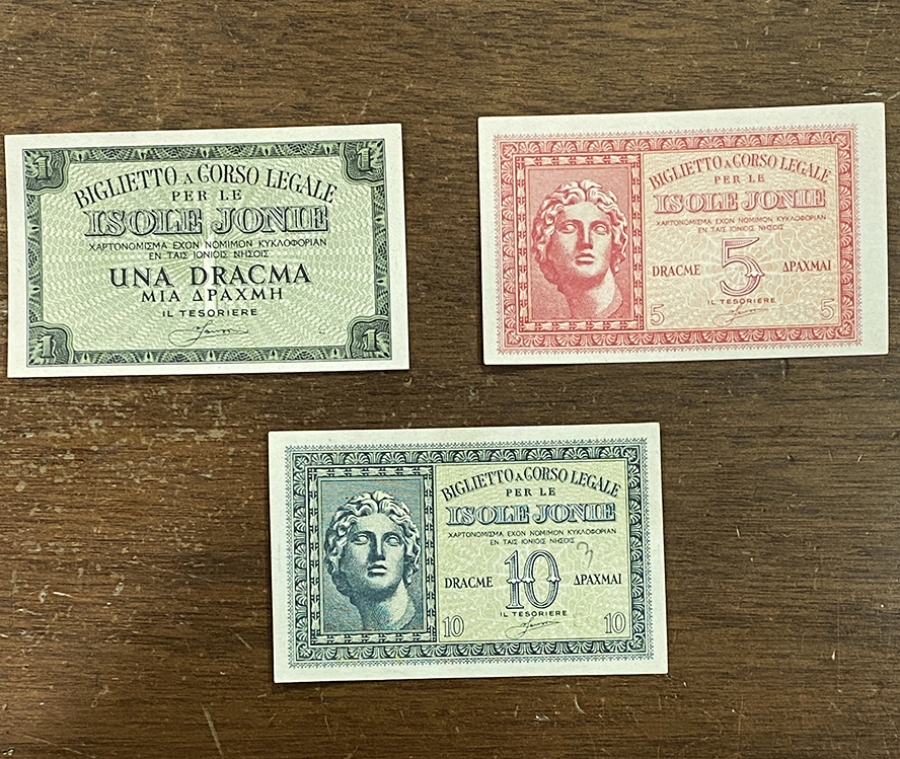 1 1
BIGLIETTO A CORSO LEGALE
PER LE
ISOLE JONIE
ΧΑΡΤΟΝΟΜΙΣΜΑ ΕΧΟΝ ΝΟΜΙΜΟΝ ΚΥΚΛΟΦΟΡΙΑΝ
ΕΝ ΤΑΙΣ ΙΟΝΙΟΙΣ ΝΗΣΟΙΣ
UNA DRACMA
ΜΙΑ ΔΡΑΧΜΗ
IL TESORIERE
1 1
BIGLIETTO A CORSO LEGALE
PER LE
ISOLE JONIE
ΧΑΡΤΟΝΟΜΙΣΜΑ ΕΧΟΝ ΝΟΜΙΜΟΝ ΚΥΚΛΟΦΟΡΙΑΝ
ΕΝ ΤΑΙΣ ΙΟΝΙΟΙΣ ΝΗΣΟΙΣ
DRACME 5 ΔΡΑΧΜΑΙ
IL TESORIERE
5 5
BIGLIETTO A CORSO LEGALE
PER LE
ISOLE JONIE
ΧΑΡΤΟΝΟΜΙΣΜΑ ΕΧΟΝ ΝΟΜΙΜΟΝ ΚΥΚΛΟΦΟΡΙΑΝ
ΕΝ ΤΑΙΣ ΙΟΝΙΟΙΣ ΝΗΣΟΙΣ
DRACME 10 ΔΡΑΧΜΑΙ
IL TESORIERE
10 10